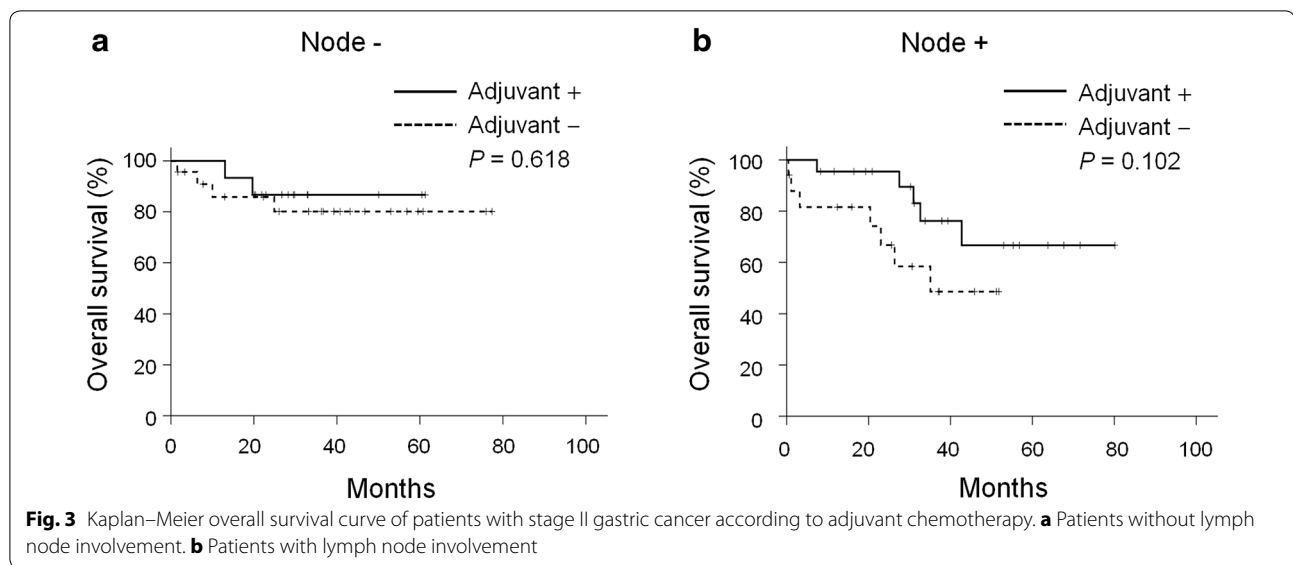 a
Node -
Adjuvant +
Adjuvant –
P = 0.618
Overall survival (%)
100
80
60
40
20
0
0 20 40 60 80 100
Months
b
Node +
Adjuvant +
Adjuvant –
P = 0.102
Overall survival (%)
100
80
60
40
20
0
0 20 40 60 80 100
Months
Fig. 3 Kaplan–Meier overall survival curve of patients with stage II gastric cancer according to adjuvant chemotherapy. a Patients without lymph
node involvement. b Patients with lymph node involvement